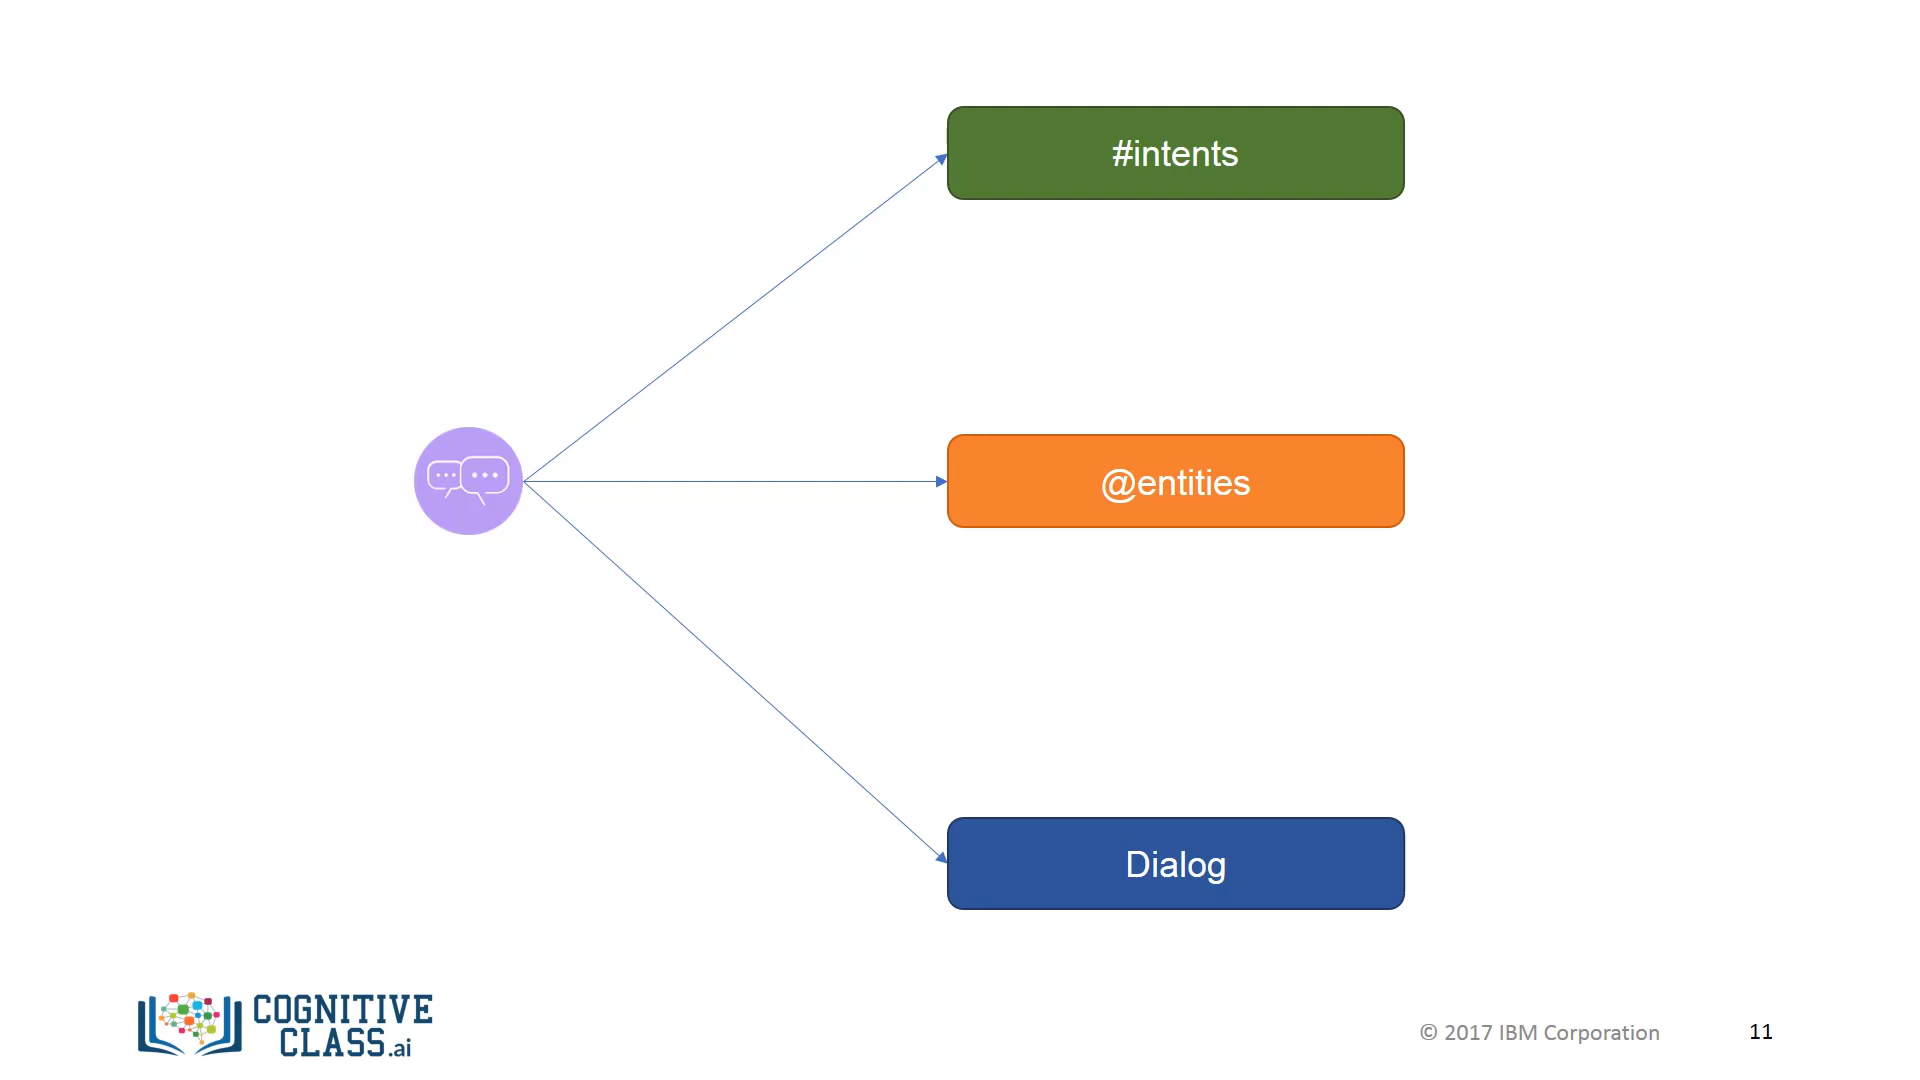 #intents
@entities
Dialog
COGNITIVE
CLASS.ai
© 2017 IBM Corporation
11